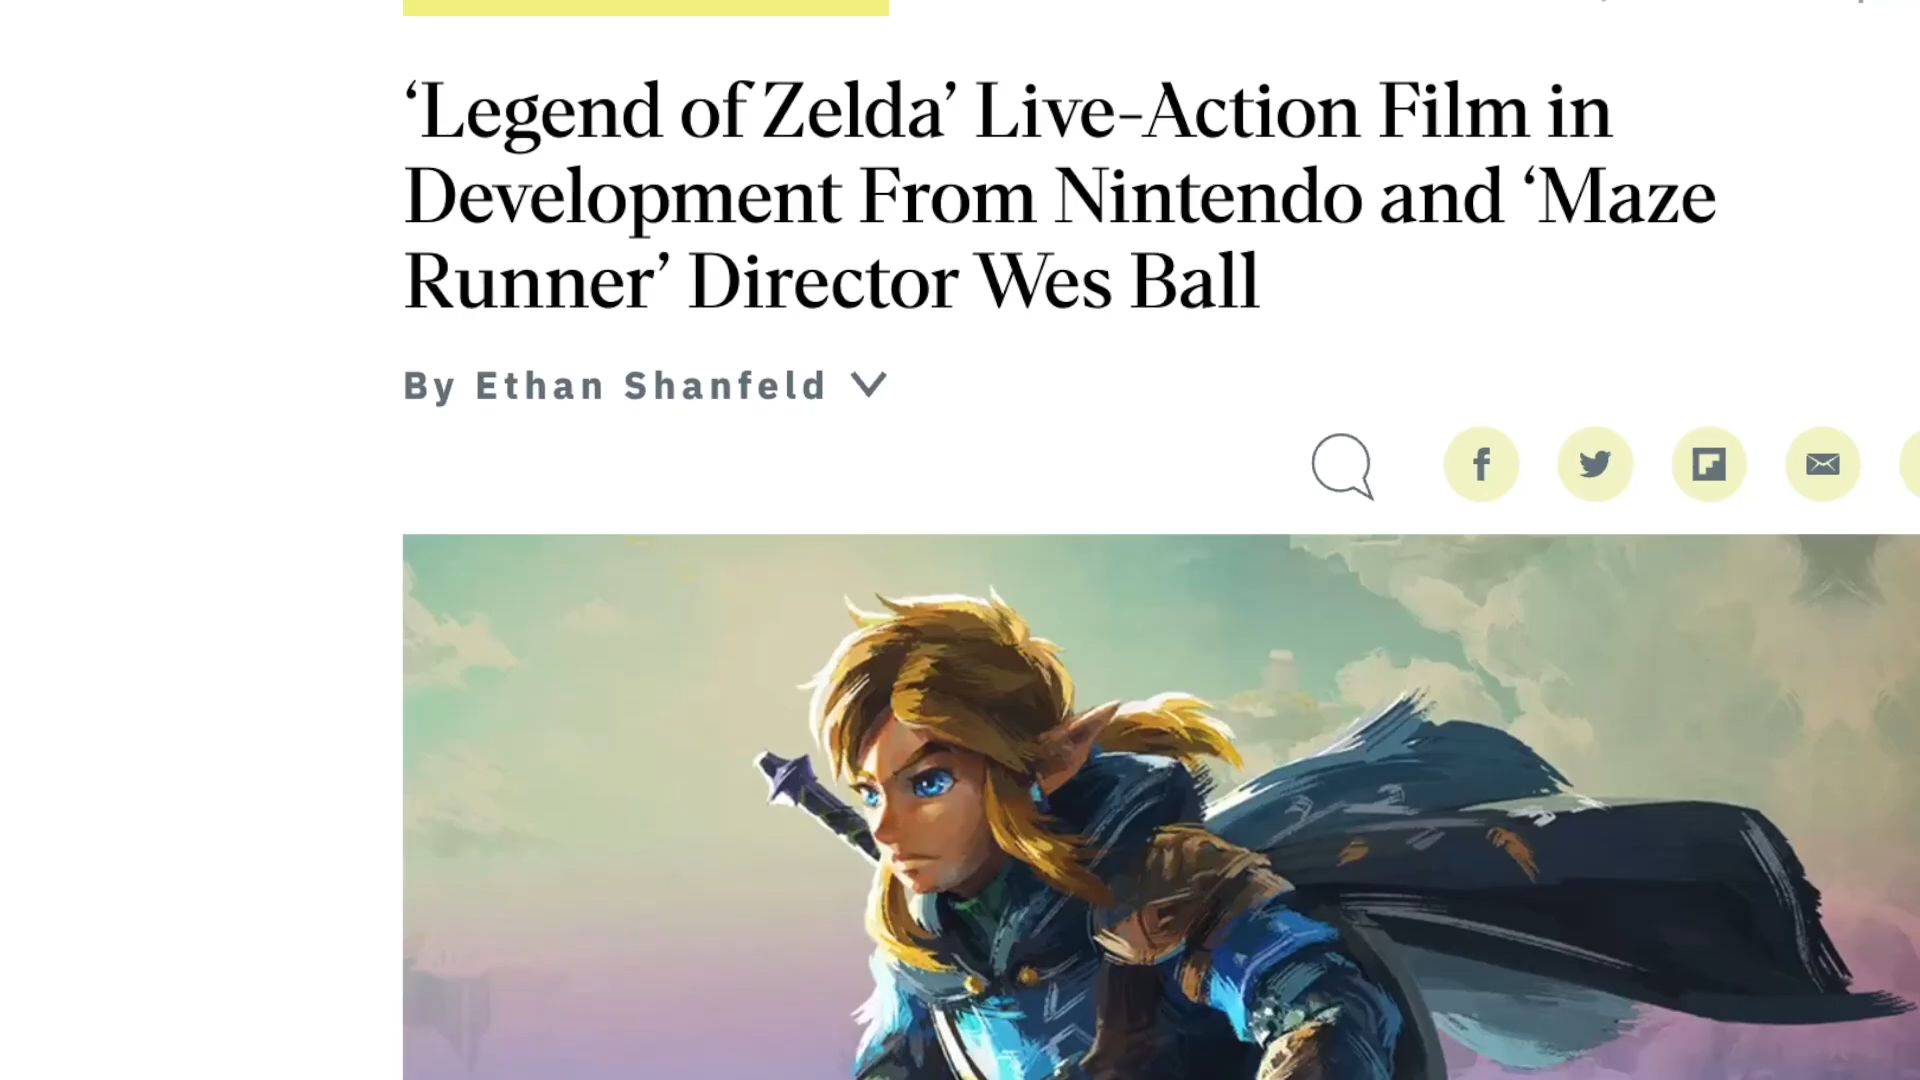 ‘Legend of Zelda’ Live-Action Film in
Development From Nintendo and ‘Maze
Runner’ Director Wes Ball
By Ethan Shanfeld